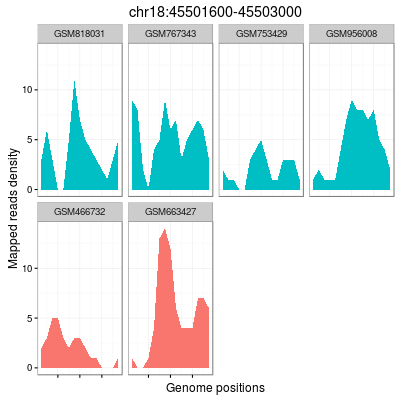 chr18:45501600-45503000
GSM818031 GSM767343 GSM753429 GSM956008
10
5
0
GSM466732 GSM663427
10
5
0
Mapped reads density
Genome positions